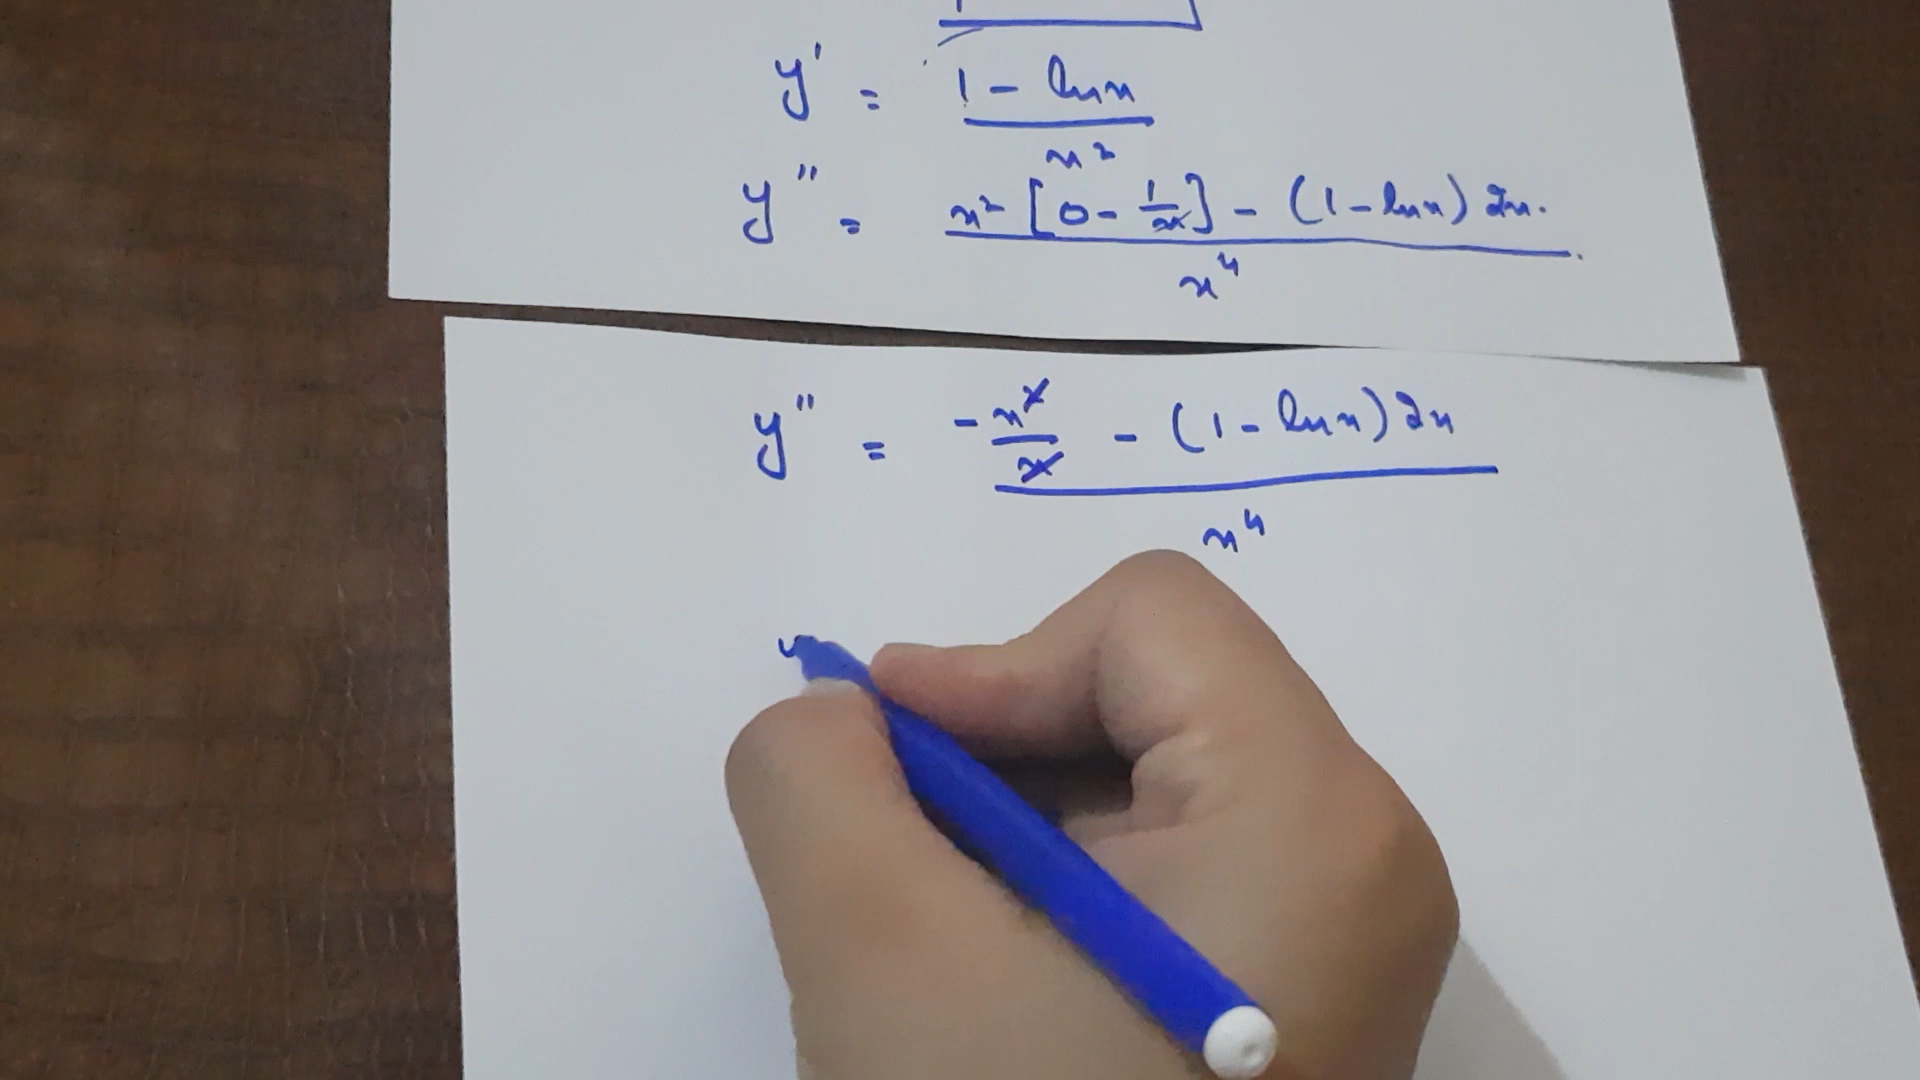 y' = 1 - ln x / x²
y'' = x² [0 - 1/x] - (1 - ln x) 2x. / x⁴
y'' = -x²/x - (1 - ln x) 2x / x⁴